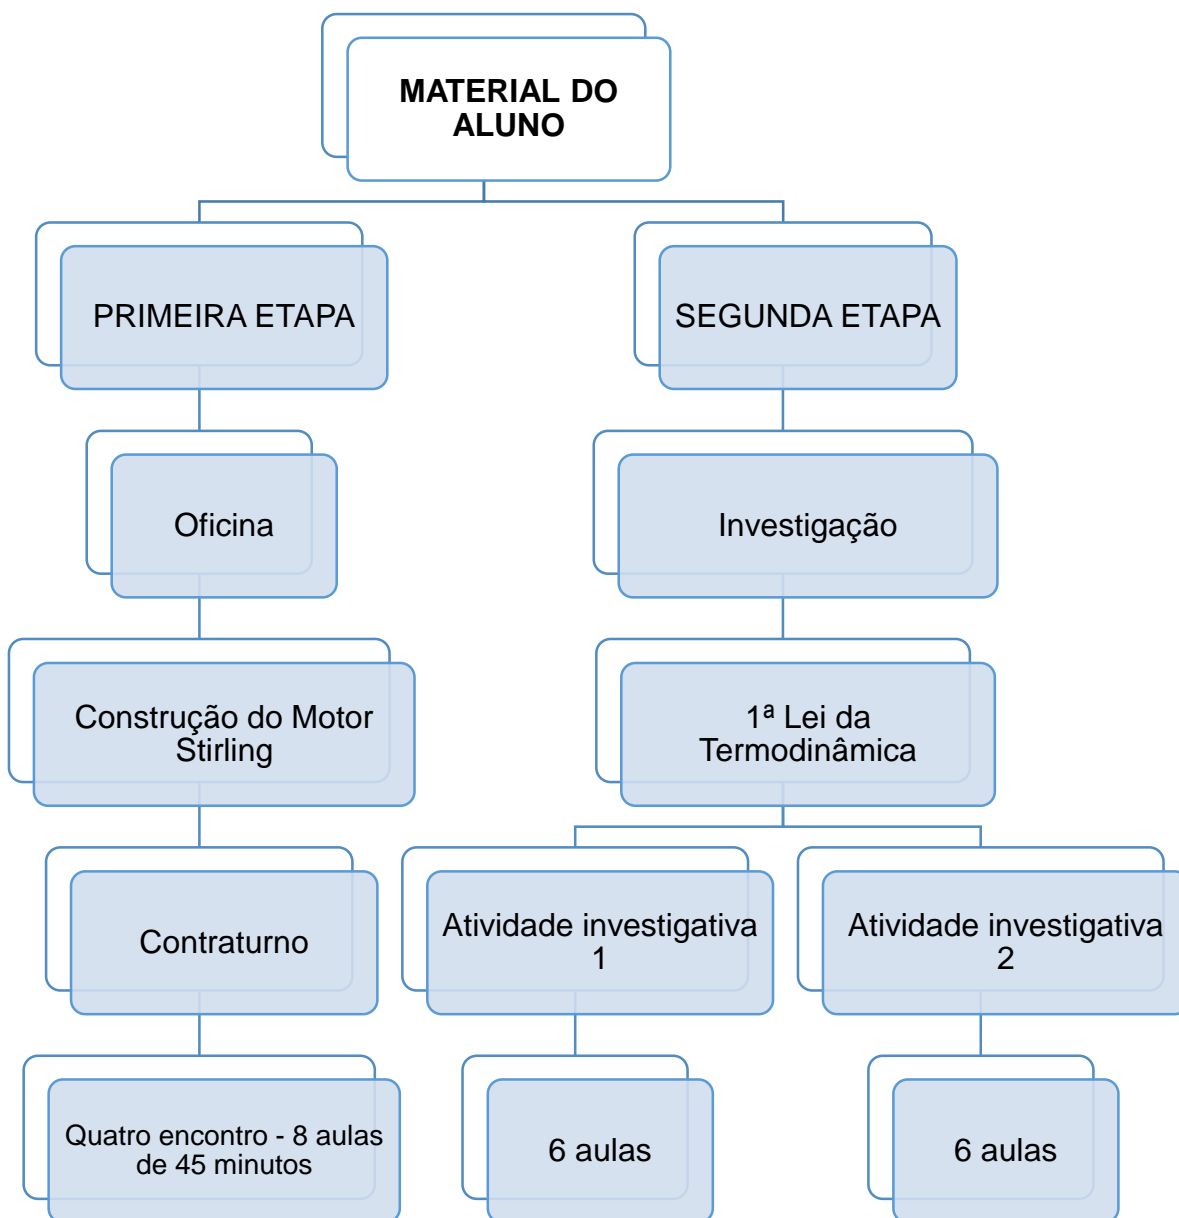 MATERIAL DO
ALUNO
PRIMEIRA ETAPA
SEGUNDA ETAPA
Oficina
Investigação
Construção do Motor
Stirling
1ª Lei da
Termodinâmica
Contraturno
Atividade investigativa
1
Atividade investigativa
2
Quatro encontro - 8 aulas
de 45 minutos
6 aulas
6 aulas